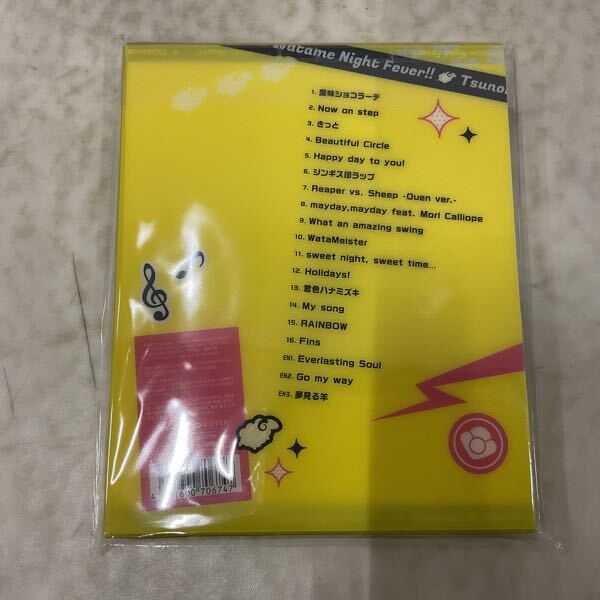 Watame Night Fever!! Tsuno
1. 愛昧ショコラーテ
2. Now on step
3. きっと
4. Beautiful Circle
5. Happy day to you!
6. ジンギス団ラップ
7. Reaper vs. Sheep -Ouen ver.-
8. mayday,mayday feat. Mori Calliope
9. What an amazing swing
10. WataMeister
11. sweet night, sweet time...
12. Holidays!
13. 君色ハナミズキ
14. My song
15. RAINBOW
16. Fins
EN1. Everlasting Soul
EN2. Go my way
EN3. 夢見る羊
COVER